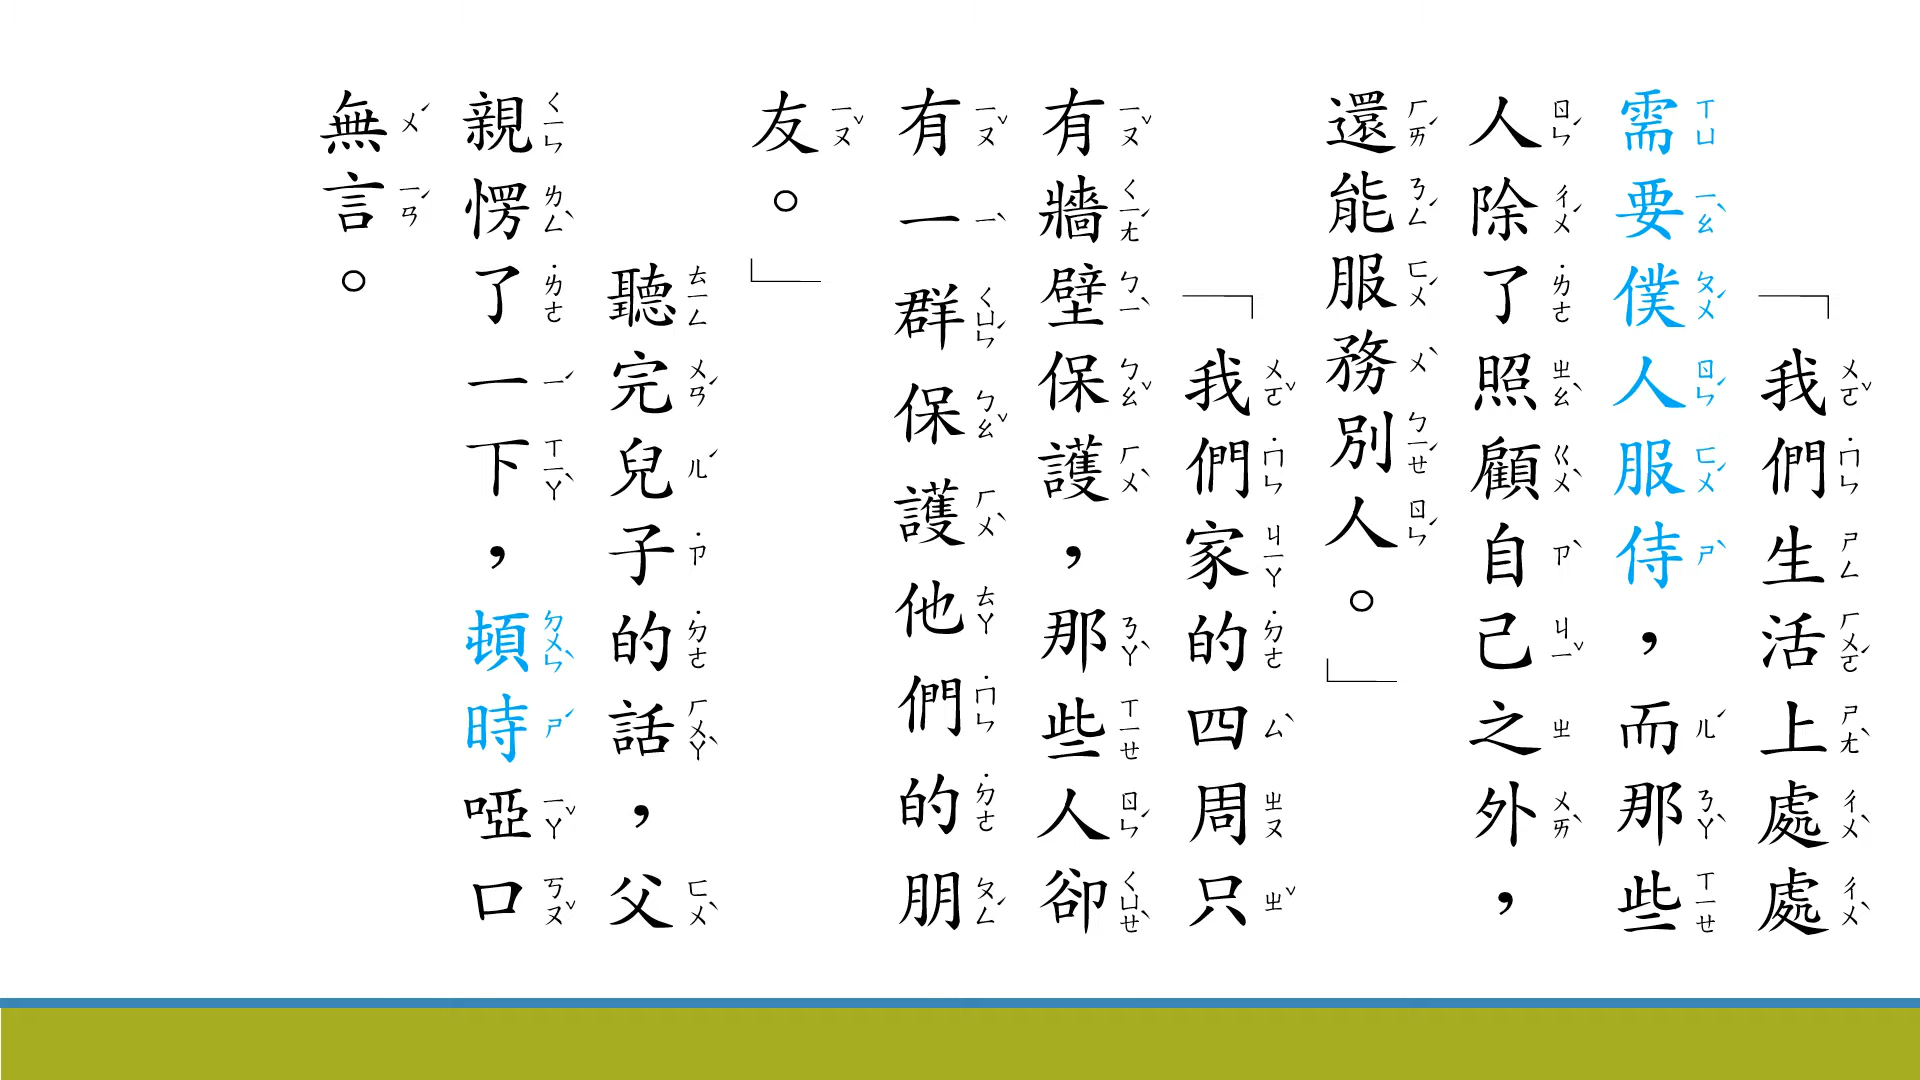 「我們生活上處處
需要僕人服侍，而那些
人除了照顧自己之外，
還能服務別人。」
「我們家的四周只
有牆壁保護，那些人卻
有一群保護他們的朋
友。」
聽完兒子的話，父
親愣了一下，頓時啞口
無言。